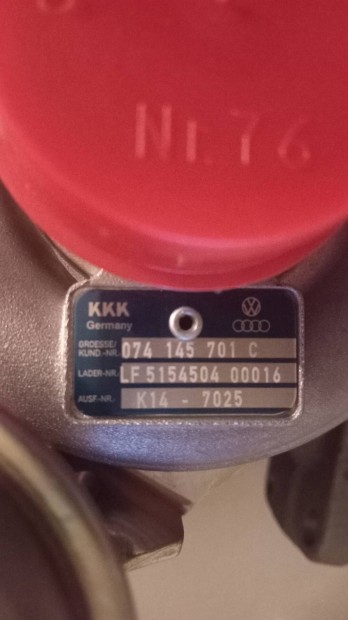 Nr.76
KKK
Germany
GROESSE/
KUND-NR. 074 145 701 C
LADER-NR. LF 5154504 00016
AUSF-NR. K14 - 7025